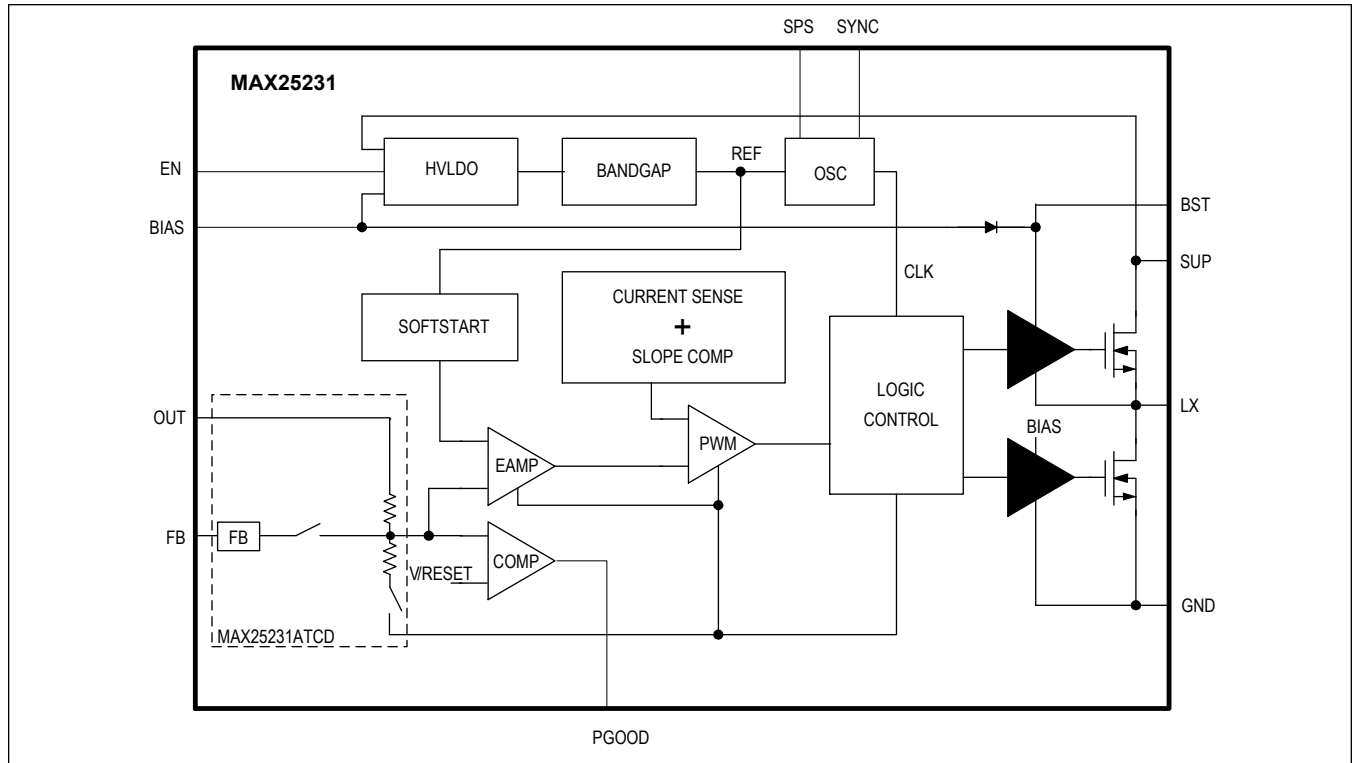 SPS SYNC
MAX25231
EN
HVLDO
BANDGAP
REF
OSC
BIAS
BST
SUP
CLK
SOFTSTART
CURRENT SENSE
+
SLOPE COMP
LOGIC
CONTROL
OUT
LX
EAMP
PWM
BIAS
FB
FB
V/RESET
COMP
GND
MAX25231ATCD
PGOOD